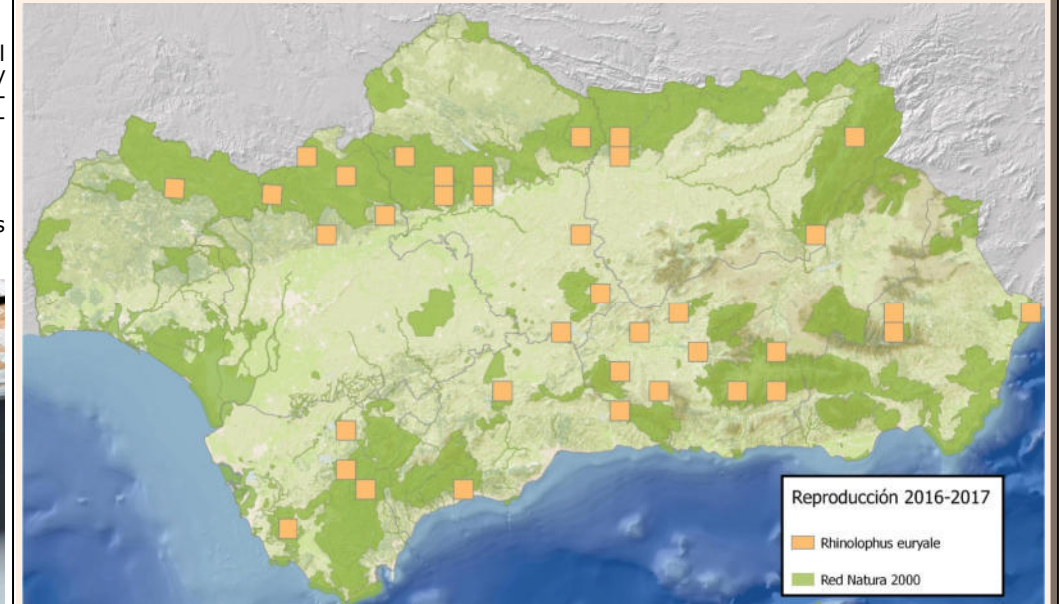 l
/
-
-
s
Reproducción 2016-2017
Rhinolophus euryale
Red Natura 2000